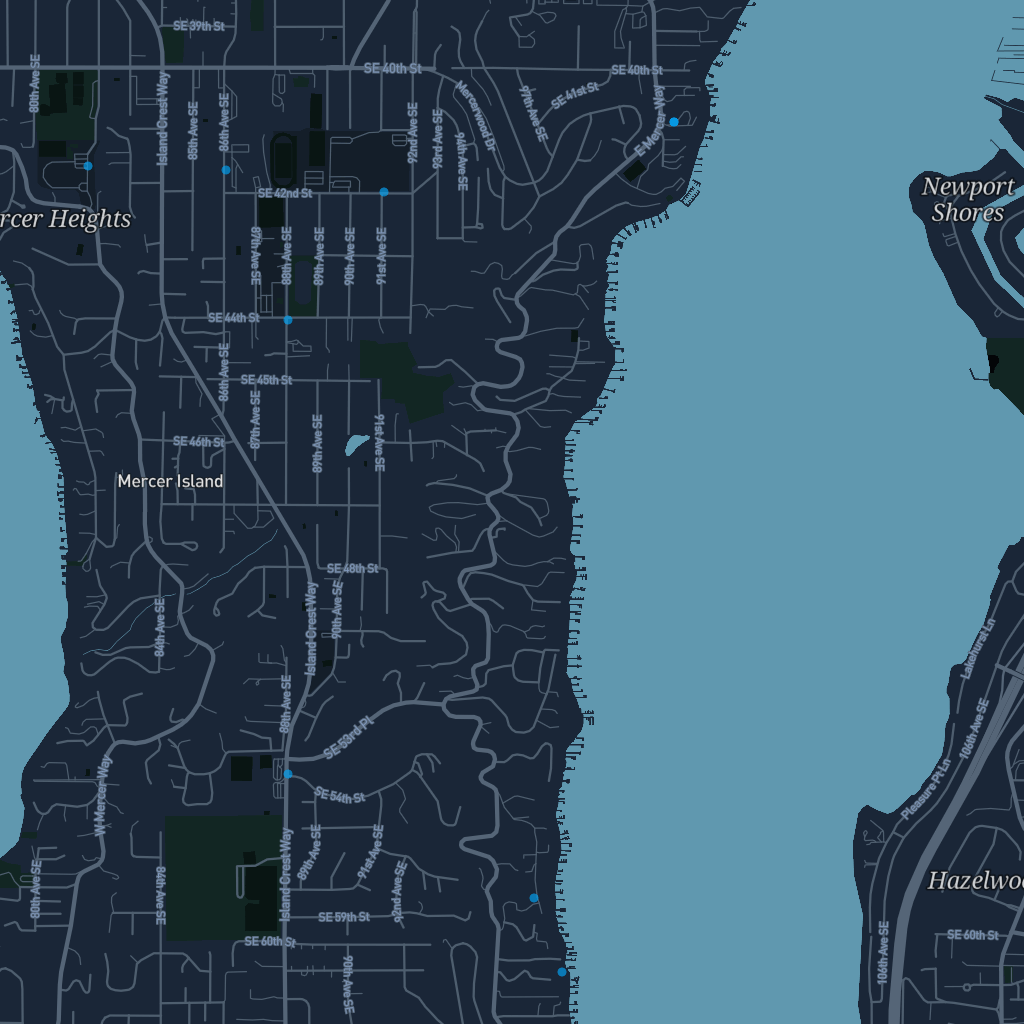 SE 39th St
80th Ave SE
SE 40th St
SE 40th St
Island Crest Way
85th Ave SE
86th Ave SE
92nd Ave SE
93rd Ave SE
94th Ave SE
Mercerwood Dr
97th Ave SE
SE 41st St
E Mercer Way
SE 42nd St
Newport
Shores
rcer Heights
87th Ave SE
88th Ave SE
89th Ave SE
90th Ave SE
91st Ave SE
SE 44th St
86th Ave SE
SE 45th St
87th Ave SE
89th Ave SE
91st Ave SE
SE 46th St
Mercer Island
SE 48th St
84th Ave SE
Island Crest Way
90th Ave SE
Lakehurst Ln
88th Ave SE
SE 53rd Pl
106th Ave SE
W Mercer Way
SE 54th St
Pleasure Pt Ln
89th Ave SE
91st Ave SE
80th Ave SE
84th Ave SE
Island Crest Way
92nd Ave SE
Hazelwoo
SE 59th St
SE 60th St
SE 60th St
106th Ave SE
90th Ave SE